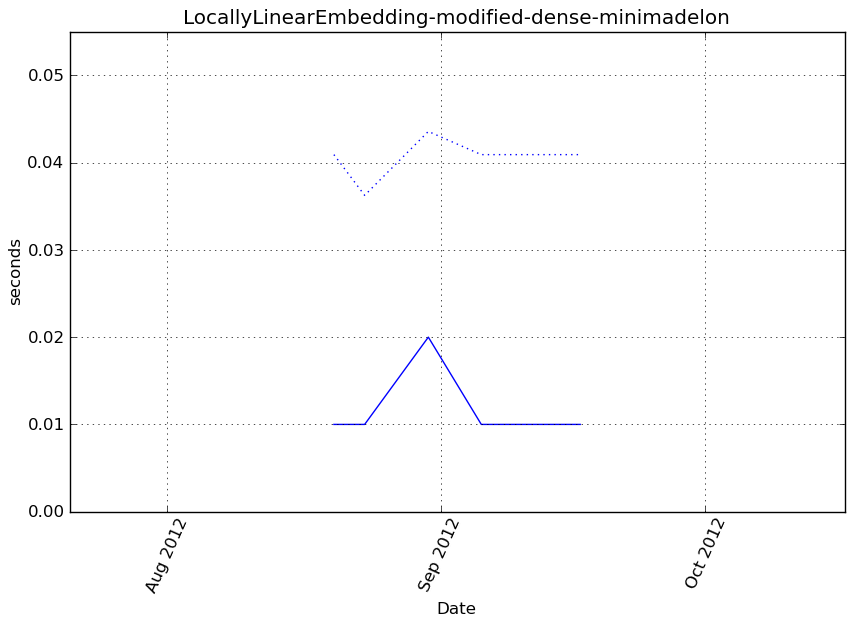 LocallyLinearEmbedding-modified-dense-minimadelon
0.05
0.04
0.03
0.02
0.01
0.00
seconds
Aug 2012
Sep 2012
Oct 2012
Date